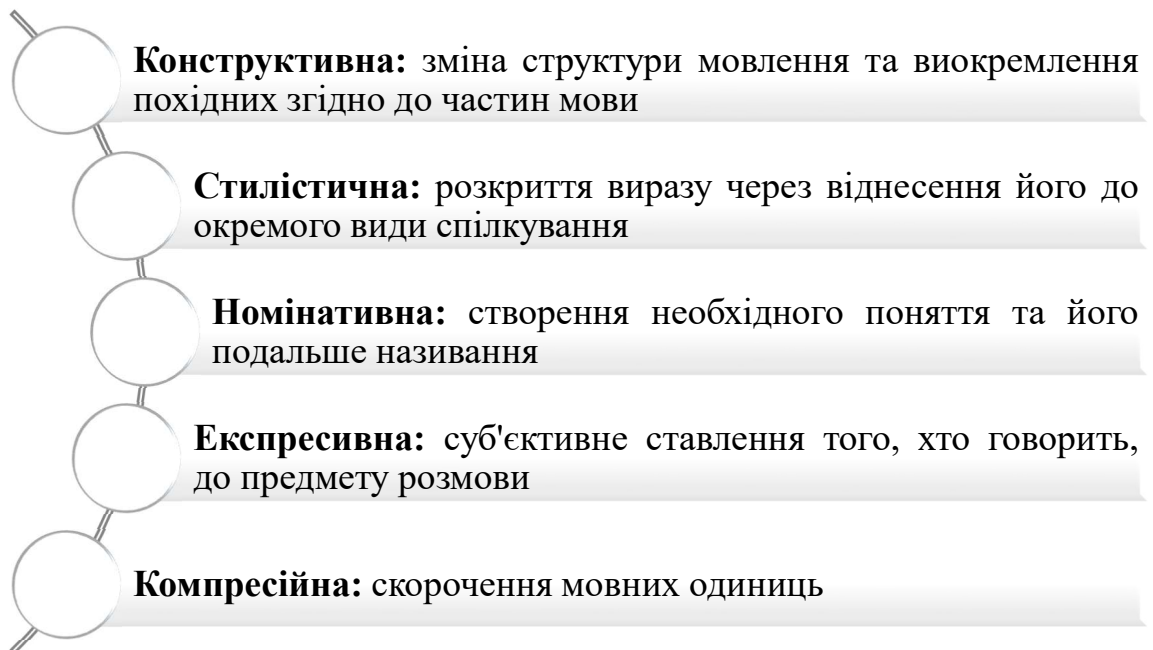 Конструктивна: зміна структури мовлення та виокремлення
похідних згідно до частин мови
Стилістична: розкриття виразу через віднесення його до
окремого види спілкування
Номінативна: створення необхідного поняття та його
подальше називання
Експресивна: суб'єктивне ставлення того, хто говорить,
до предмету розмови
Компресійна: скорочення мовних одиниць